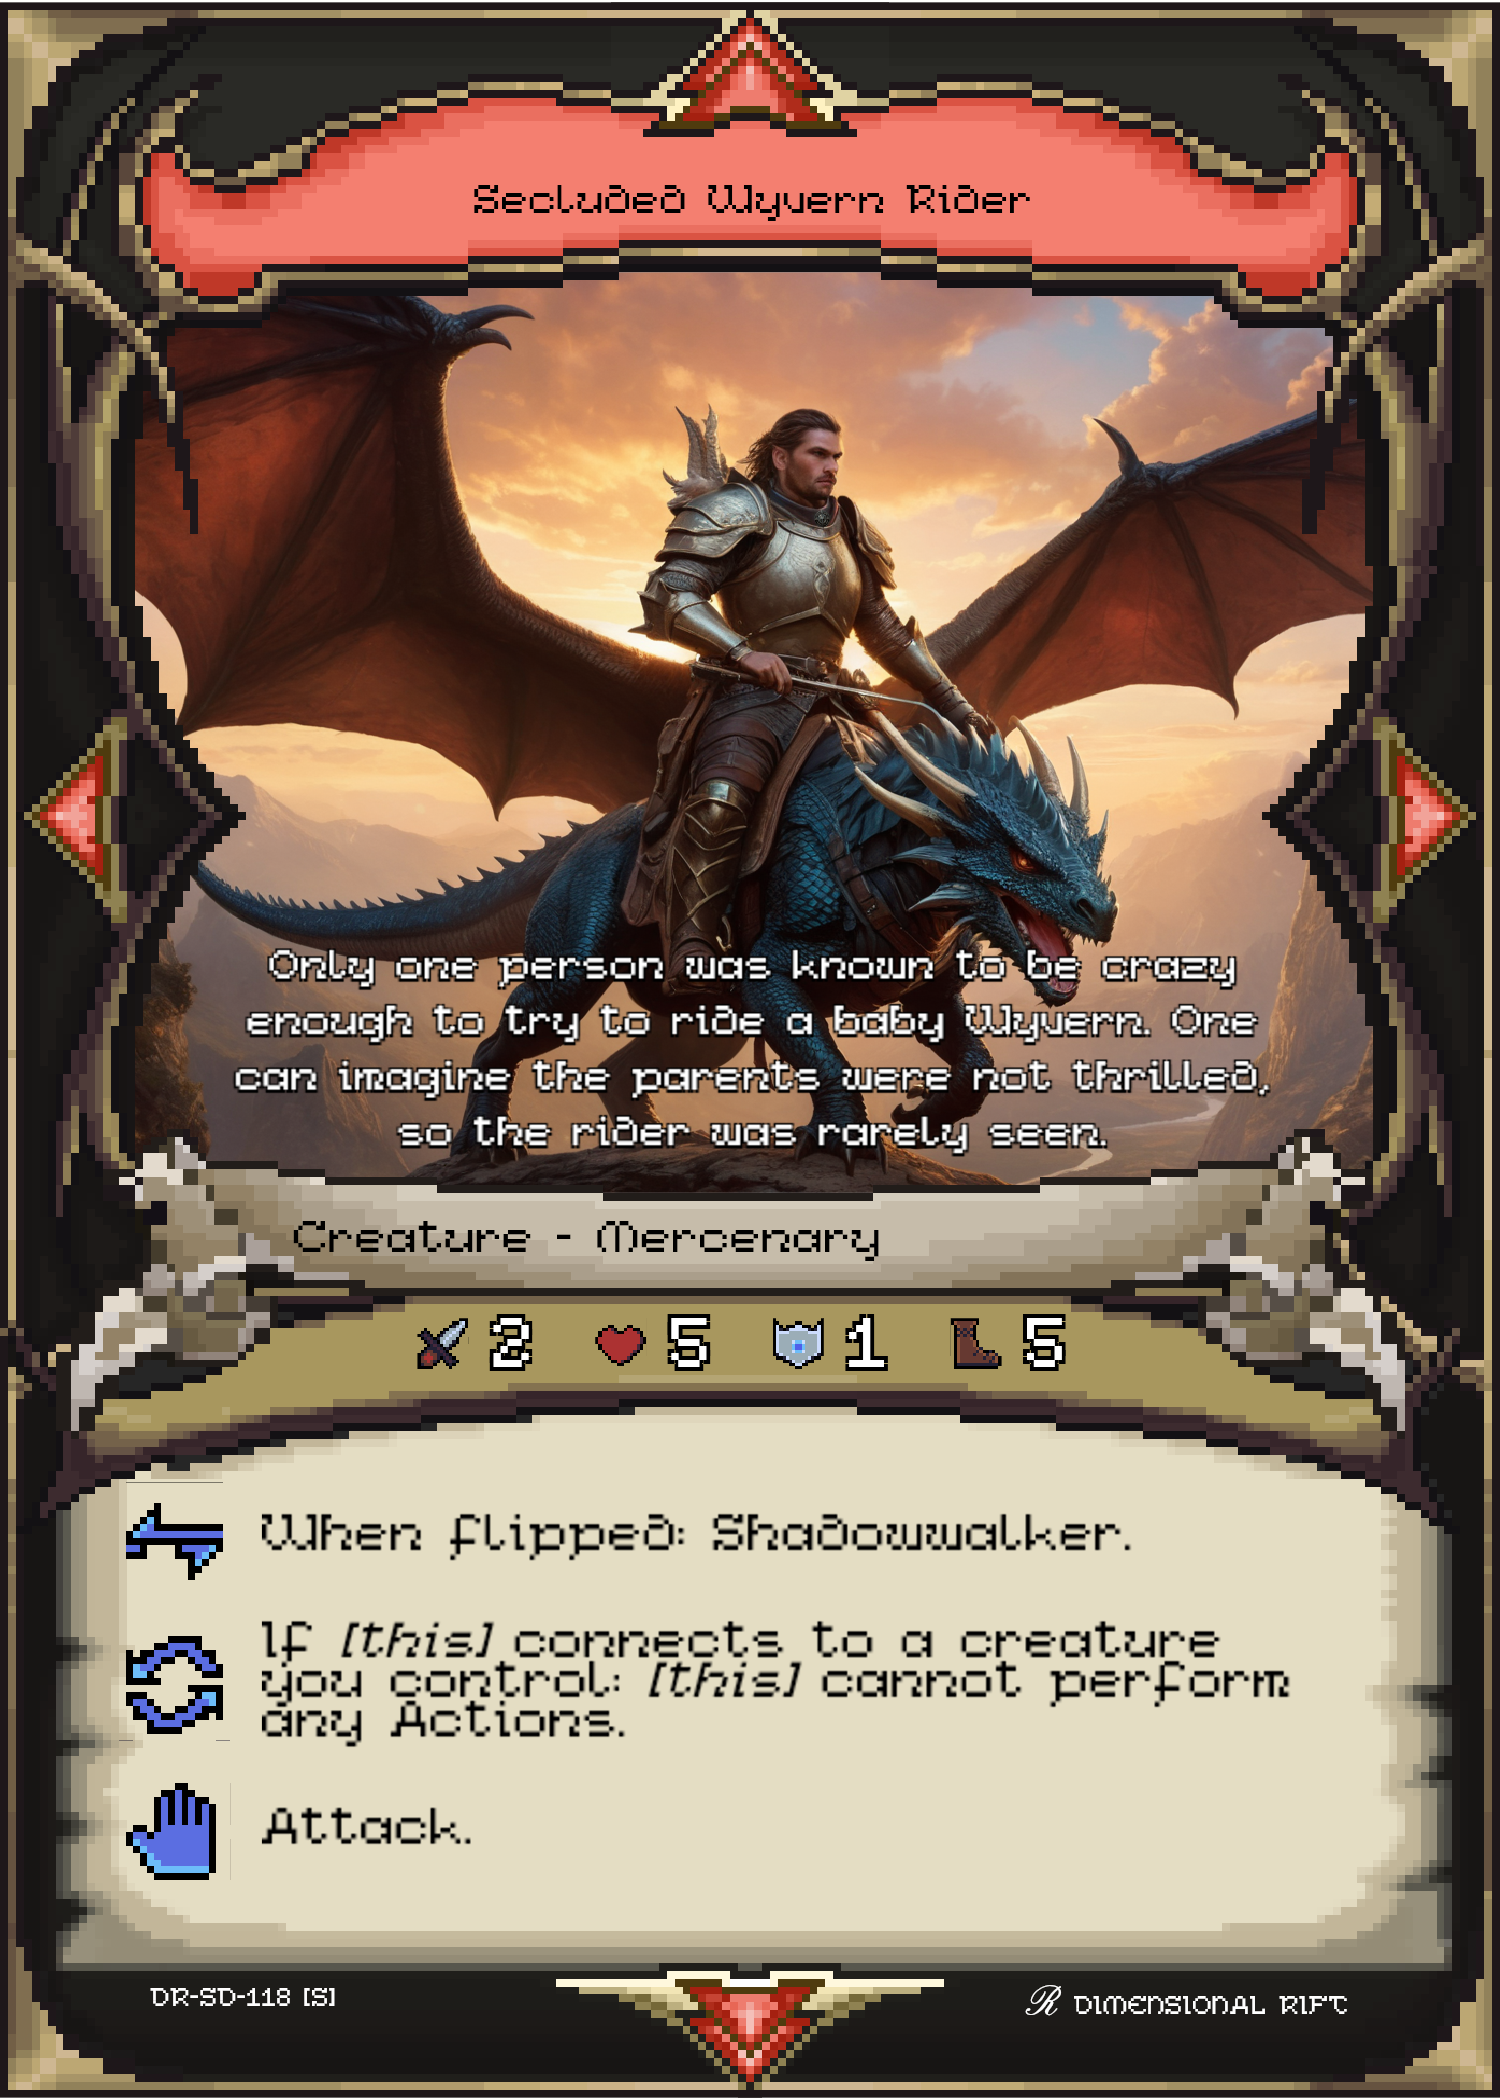 Secluded Wyvern Rider
Only one person was known to be crazy
enough to try to ride a baby Wyvern. One
can imagine the parents were not thrilled,
so the rider was rarely seen.
Creature - Mercenary
2 5 1 5
When flipped: Shadowwalker.
If [this] connects to a creature
you control: [this] cannot perform
any Actions.
Attack.
DR-SD-118 [S]
ℛ DIMENSIONAL RIFT